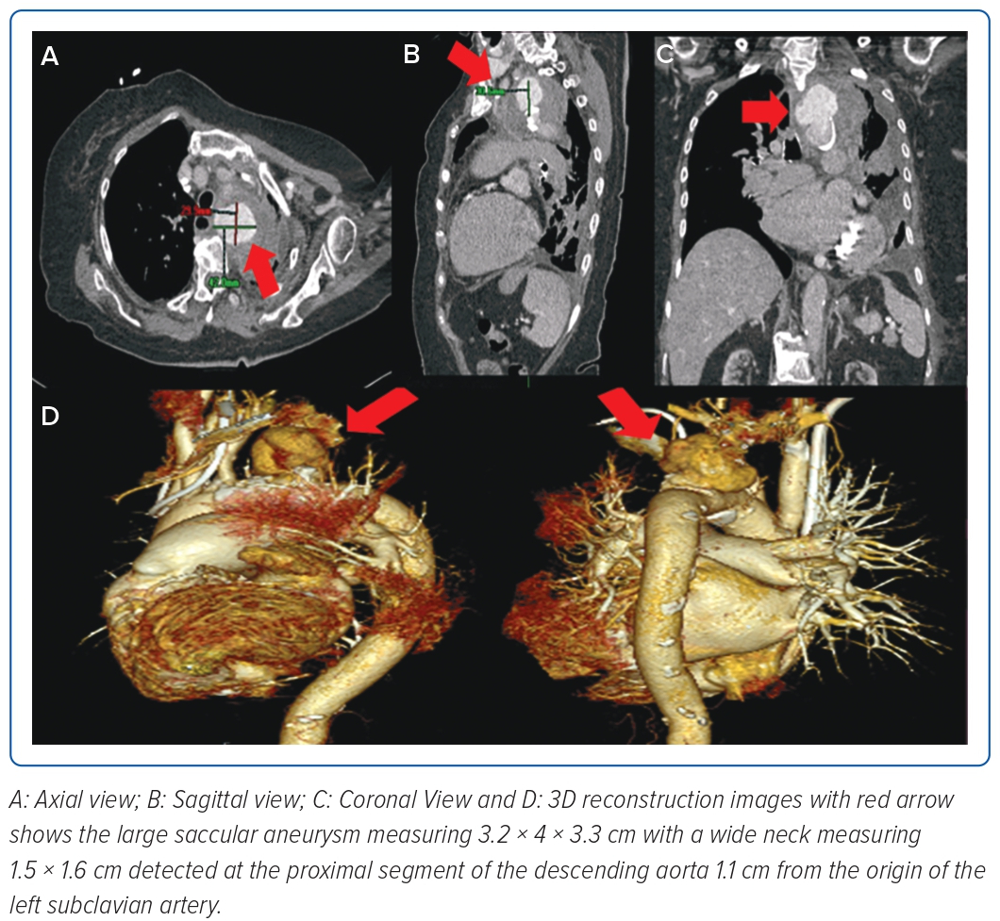 A
B
C
D
A: Axial view; B: Sagittal view; C: Coronal View and D: 3D reconstruction images with red arrow
shows the large saccular aneurysm measuring 3.2 × 4 × 3.3 cm with a wide neck measuring
1.5 × 1.6 cm detected at the proximal segment of the descending aorta 1.1 cm from the origin of the
left subclavian artery.